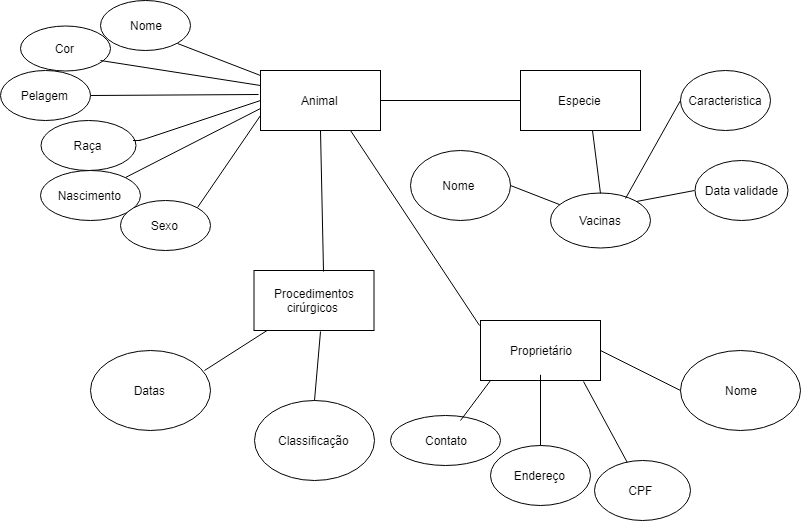 Nome
Cor
Pelagem
Animal
Especie
Caracteristica
Raça
Nome
Nascimento
Data validade
Sexo
Vacinas
Procedimentos
cirúrgicos
Proprietário
Datas
Nome
Classificação
Contato
Endereço
CPF